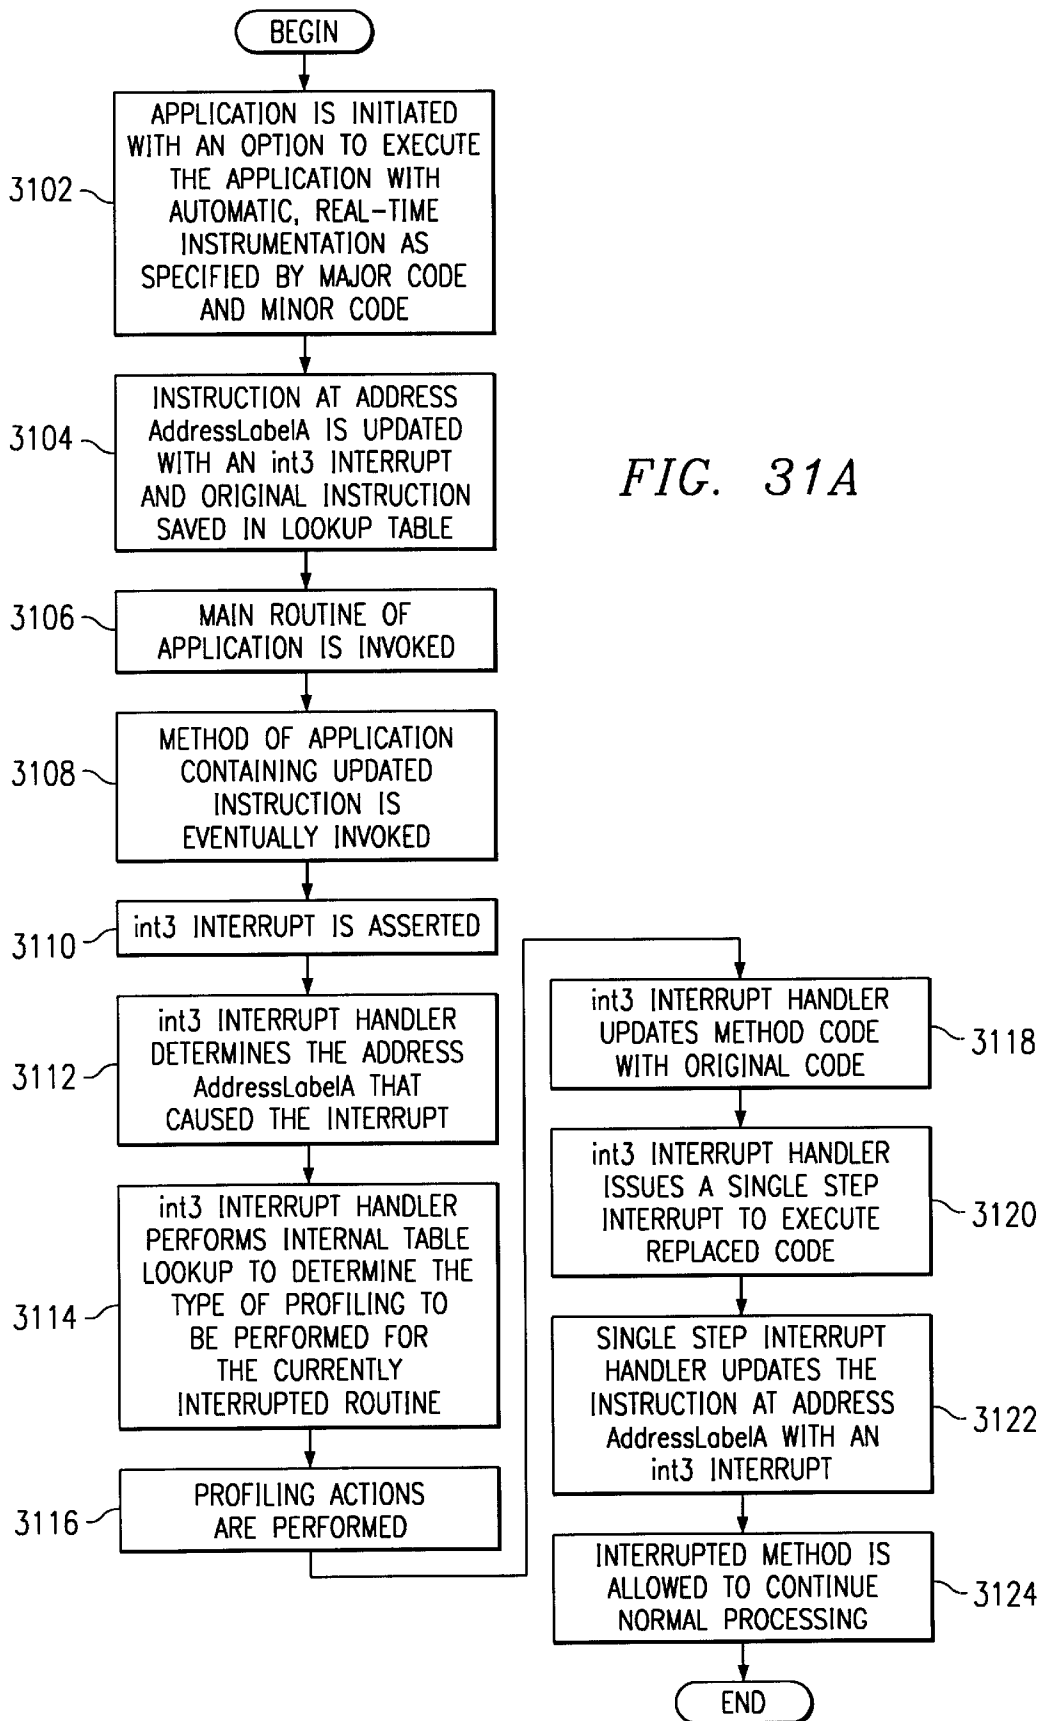 BEGIN
3102
APPLICATION IS INITIATED
WITH AN OPTION TO EXECUTE
THE APPLICATION WITH
AUTOMATIC, REAL-TIME
INSTRUMENTATION AS
SPECIFIED BY MAJOR CODE
AND MINOR CODE
3104
INSTRUCTION AT ADDRESS
AddressLabelA IS UPDATED
WITH AN int3 INTERRUPT
AND ORIGINAL INSTRUCTION
SAVED IN LOOKUP TABLE
FIG. 31A
3106
MAIN ROUTINE OF
APPLICATION IS INVOKED
3108
METHOD OF APPLICATION
CONTAINING UPDATED
INSTRUCTION IS
EVENTUALLY INVOKED
3110
int3 INTERRUPT IS ASSERTED
3112
int3 INTERRUPT HANDLER
DETERMINES THE ADDRESS
AddressLabelA THAT
CAUSED THE INTERRUPT
3114
int3 INTERRUPT HANDLER
PERFORMS INTERNAL TABLE
LOOKUP TO DETERMINE THE
TYPE OF PROFILING TO
BE PERFORMED FOR
THE CURRENTLY
INTERRUPTED ROUTINE
3116
PROFILING ACTIONS
ARE PERFORMED
int3 INTERRUPT HANDLER
UPDATES METHOD CODE
WITH ORIGINAL CODE
3118
int3 INTERRUPT HANDLER
ISSUES A SINGLE STEP
INTERRUPT TO EXECUTE
REPLACED CODE
3120
SINGLE STEP INTERRUPT
HANDLER UPDATES THE
INSTRUCTION AT ADDRESS
AddressLabelA WITH AN
int3 INTERRUPT
3122
INTERRUPTED METHOD IS
ALLOWED TO CONTINUE
NORMAL PROCESSING
3124
END